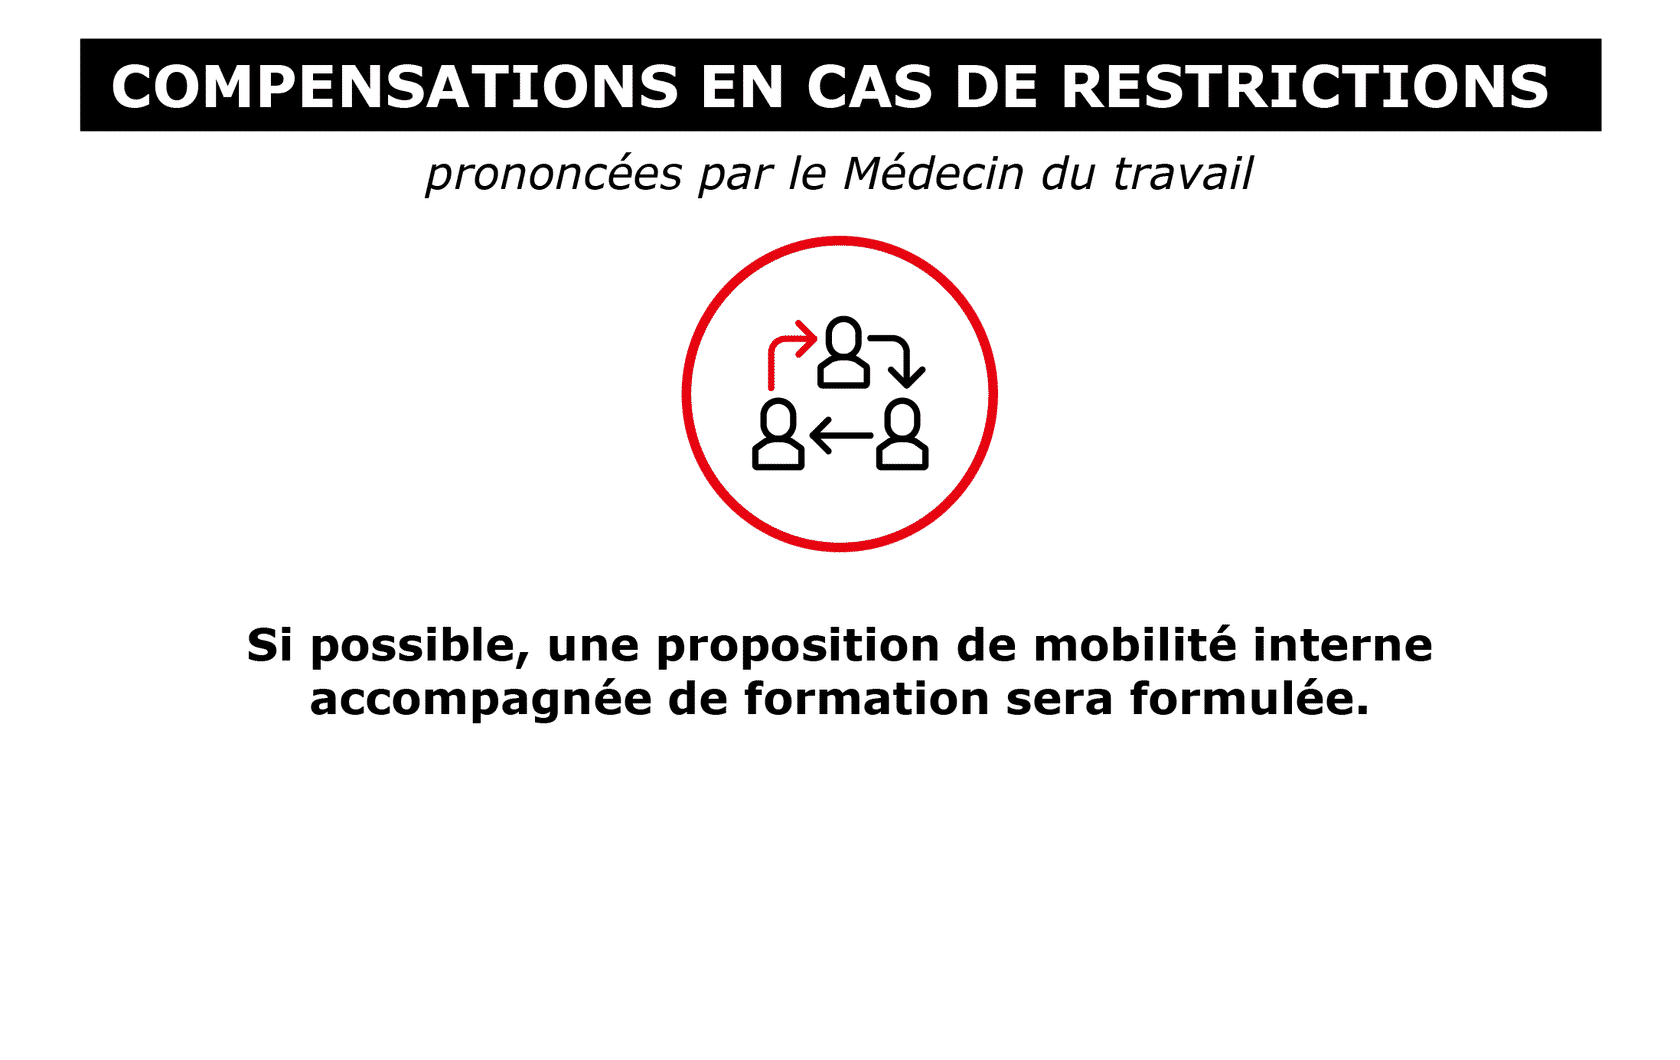 COMPENSATIONS EN CAS DE RESTRICTIONS
prononcées par le Médecin du travail
Si possible, une proposition de mobilité interne
accompagnée de formation sera formulée.